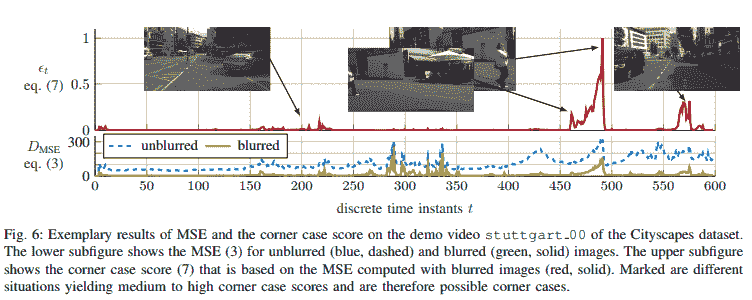 1
ϵt
0.5
eq. (7)
0
DMSE
300
unblurred
blurred
eq. (3)
0
0 50 100 150 200 250 300 350 400 450 500 550 600
discrete time instants t
Fig. 6: Exemplary results of MSE and the corner case score on the demo video stuttgart_00 of the Cityscapes dataset.
The lower subfigure shows the MSE (3) for unblurred (blue, dashed) and blurred (green, solid) images. The upper subfigure
shows the corner case score (7) that is based on the MSE computed with blurred images (red, solid). Marked are different
situations yielding medium to high corner case scores and are therefore possible corner cases.